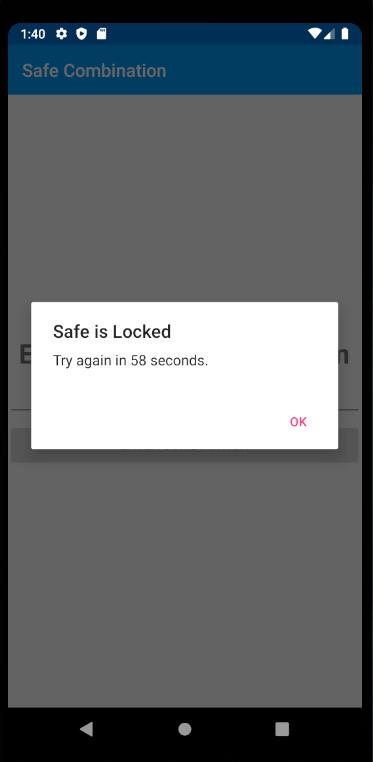 1:40
Safe Combination
Safe is Locked
Try again in 58 seconds.
OK